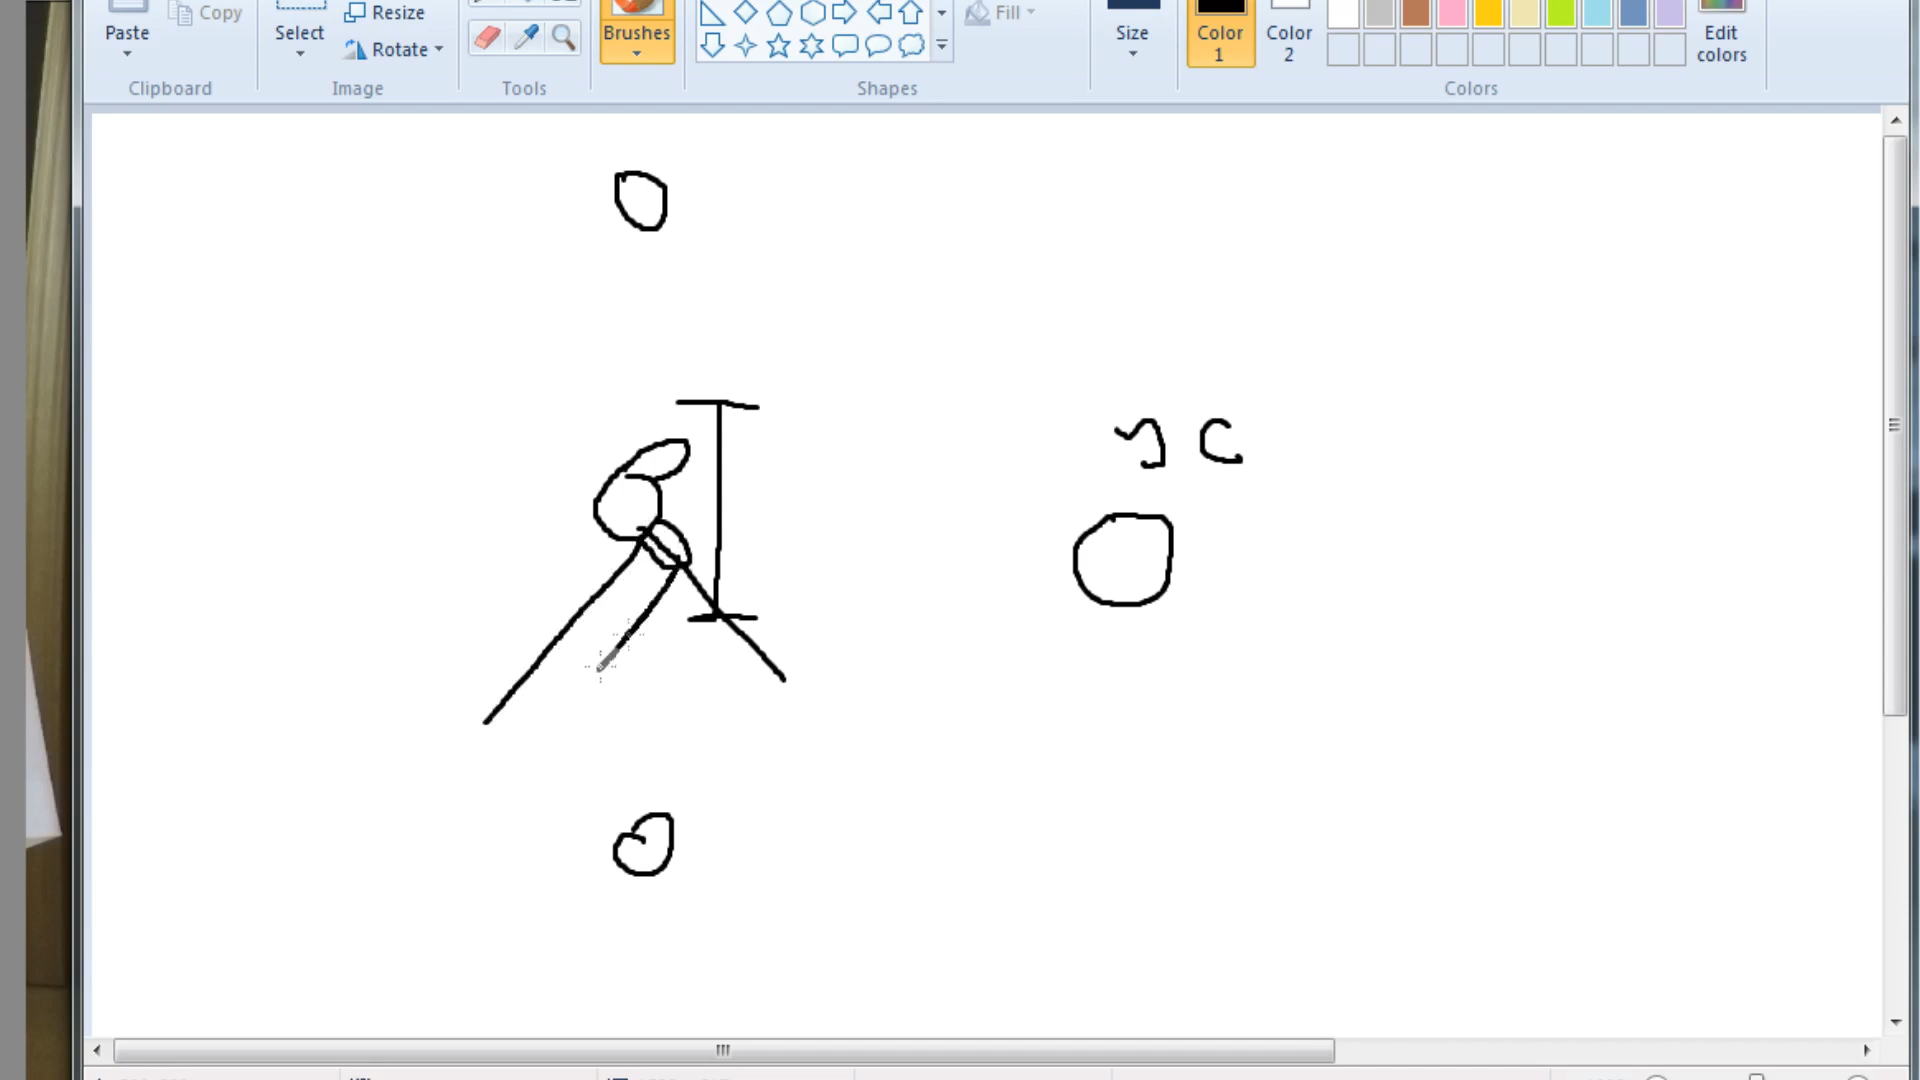 Paste
Copy
Select
Resize
Rotate
Brushes
Fill
Size
Color 1
Color 2
Edit colors
Clipboard
Image
Tools
Shapes
Colors